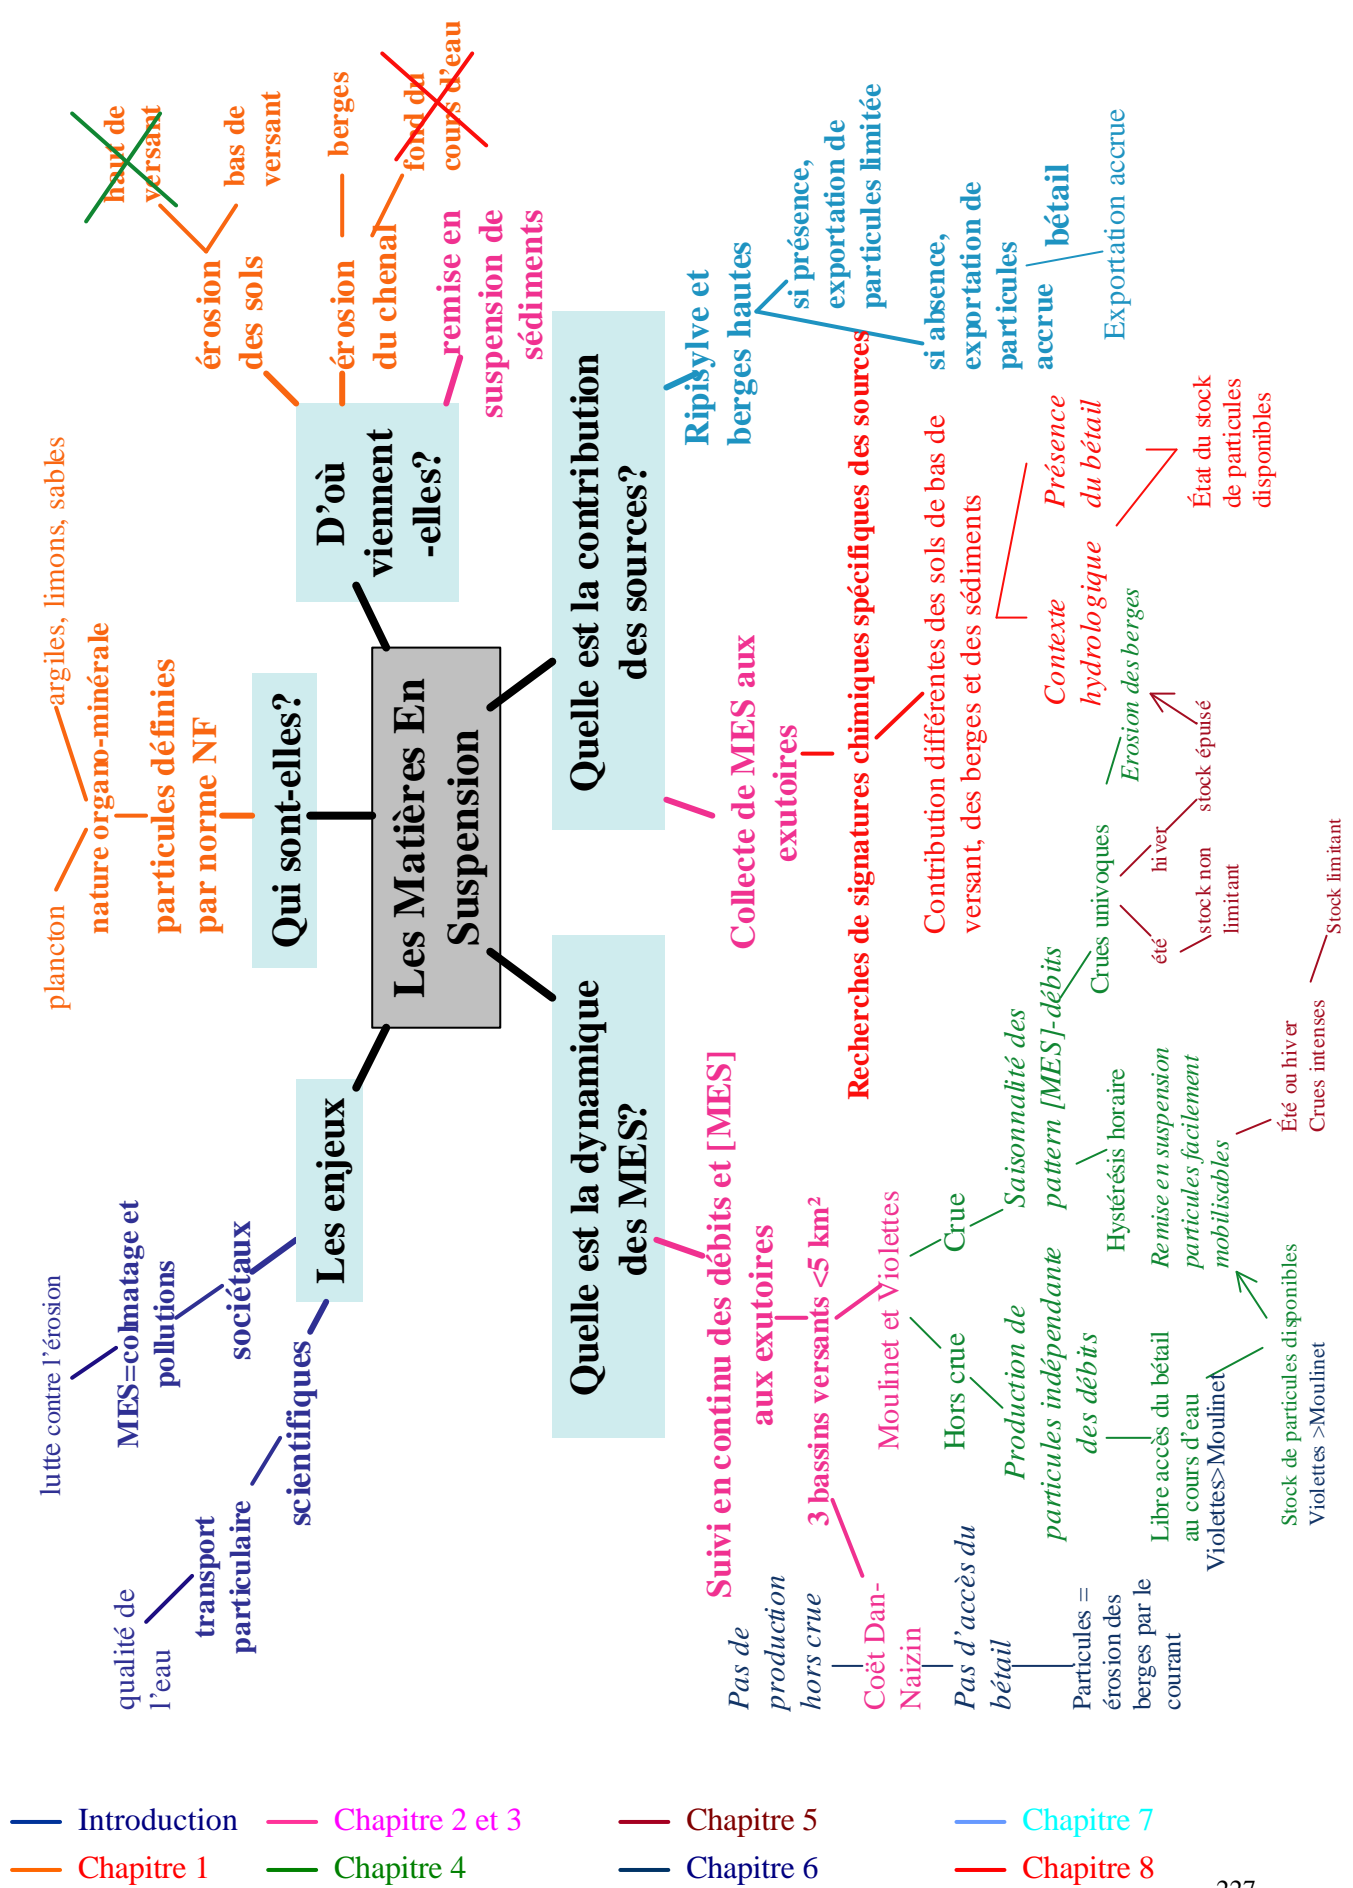 lutte contre l'érosion
MES=colmatage et
pollutions
sociétaux
qualité de
l'eau
transport
particulaire
scientifiques
Les enjeux
plancton
argiles, limons, sables
nature organo-minérale
particules définies
par norme NF
Qui sont-elles?
Les Matières En
Suspension
D'où
viennent
-elles?
érosion
des sols
haut de
versant
bas de
versant
érosion
du chenal
berges
fond du
cours d'eau
remise en
suspension de
sédiments
Quelle est la dynamique
des MES?
Suivi en continu des débits et [MES]
aux exutoires
3 bassins versants <5 km²
Pas de
production
hors crue
Coët Dan-
Naizin
Pas d'accès du
bétail
Particules =
érosion des
berges par le
courant
Moulinet et Violettes
Hors crue
Production de
particules indépendante
des débits
Libre accès du bétail
au cours d'eau
Violettes>Moulinet
Stock de particules disponibles
Violettes >Moulinet
Crue
Saisonnalité des
pattern [MES]-débits
Hystérésis horaire
Remise en suspension
particules facilement
mobilisables
Été ou hiver
Crues intenses
Stock limitant
Crues univoques
été
stock non
limitant
hiver
stock épuisé
Erosion des berges
Quelle est la contribution
des sources?
Collecte de MES aux
exutoires
Recherches de signatures chimiques spécifiques des sources
Contribution différentes des sols de bas de
versant, des berges et des sédiments
Contexte
hydrologique
Présence
du bétail
État du stock
de particules
disponibles
Ripisylve et
berges hautes
si présence,
exportation de
particules limitée
si absence,
exportation de
particules
accrue
bétail
Exportation accrue
Introduction
Chapitre 2 et 3
Chapitre 5
Chapitre 7
Chapitre 1
Chapitre 4
Chapitre 6
Chapitre 8
227